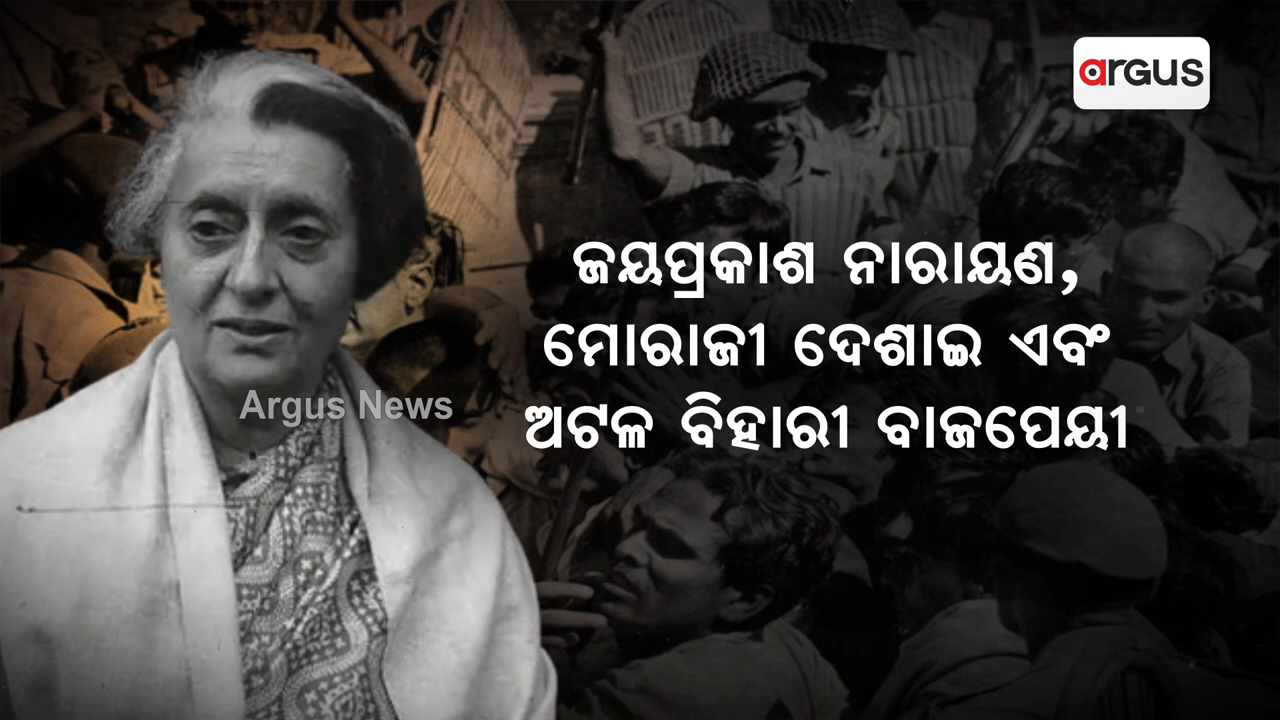 argus
ଜୟପ୍ରକାଶ ନାରାୟଣ,
ମୋରାଜୀ ଦେଶାଇ ଏବଂ
ଅଟଳ ବିହାରୀ ବାଜପେୟୀ
Argus News